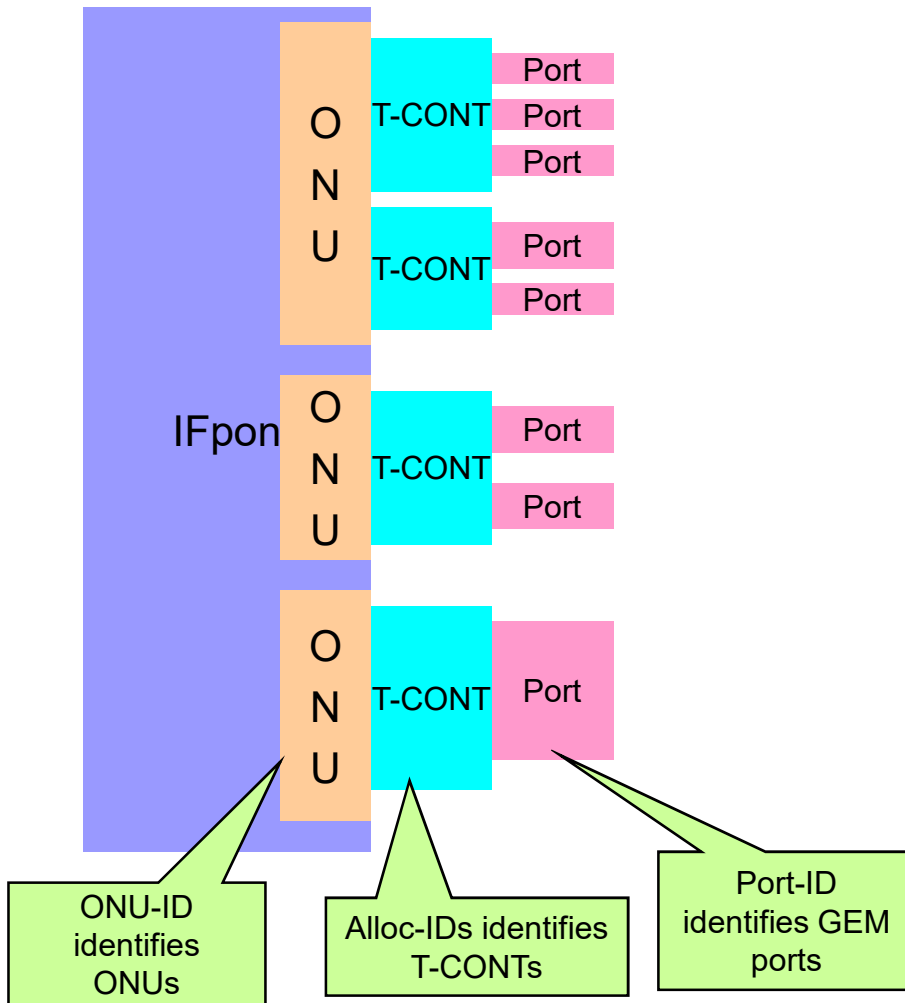 IFpon
O
N
U
T-CONT
Port
Port
Port
T-CONT
Port
Port
O
N
U
T-CONT
Port
Port
O
N
U
T-CONT
Port
ONU-ID
identifies
ONUs
Alloc-IDs identifies
T-CONTs
Port-ID
identifies GEM
ports